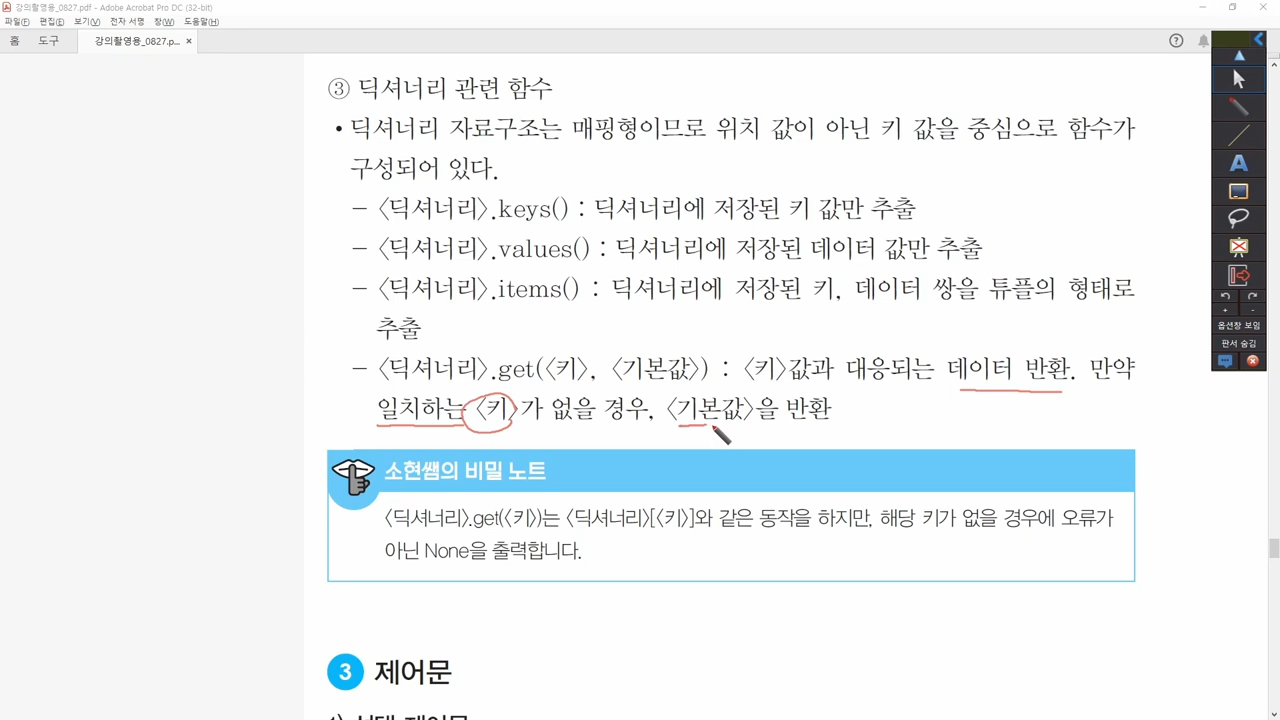 강의촬영용_0827.pdf - Adobe Acrobat Pro DC (32-bit)
파일(F) 편집(E) 보기(V) 전자 서명 창(W) 도움말(H)
홈 도구 강의촬영용_0827.p... ×
③ 딕셔너리 관련 함수
• 딕셔너리 자료구조는 매핑형이므로 위치 값이 아닌 키 값을 중심으로 함수가
구성되어 있다.
– 〈딕셔너리〉.keys() : 딕셔너리에 저장된 키 값만 추출
– 〈딕셔너리〉.values() : 딕셔너리에 저장된 데이터 값만 추출
– 〈딕셔너리〉.items() : 딕셔너리에 저장된 키, 데이터 쌍을 튜플의 형태로
추출
– 〈딕셔너리〉.get(〈키〉, 〈기본값〉) : 〈키〉값과 대응되는 데이터 반환. 만약
일치하는 〈키〉가 없을 경우, 〈기본값〉을 반환
소현쌤의 비밀 노트
〈딕셔너리〉.get(〈키〉)는 〈딕셔너리〉[〈키〉]와 같은 동작을 하지만, 해당 키가 없을 경우에 오류가
아닌 None을 출력합니다.
3 제어문
1) 선택 제어문
A
+ -
옵션창 보임
판서 숨김